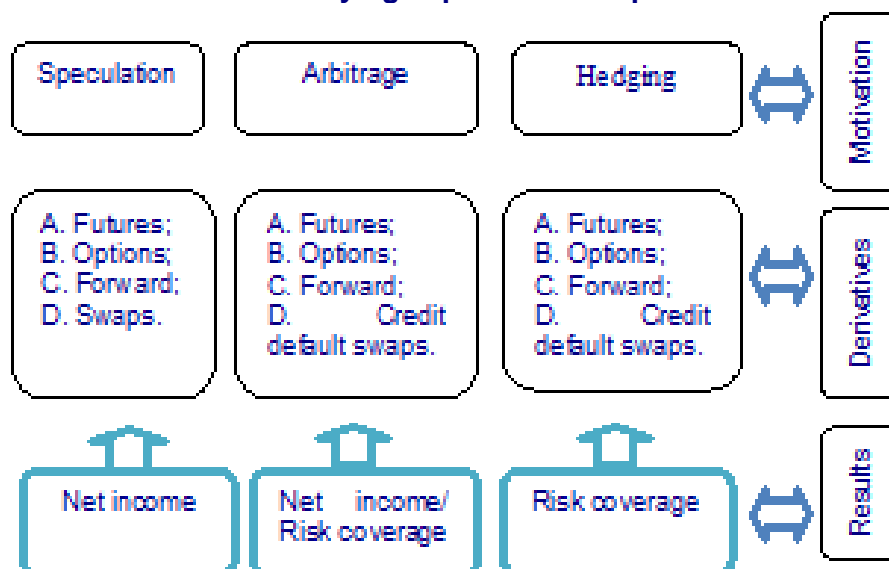 Speculation
Arbitrage
Hedging
Motivation
A. Futures;
B. Options;
C. Forward;
D. Swaps.
A. Futures;
B. Options;
C. Forward;
D. Credit
default swaps.
A. Futures;
B. Options;
C. Forward;
D. Credit
default swaps.
Derivatives
Net income
Net income/
Risk coverage
Risk coverage
Results